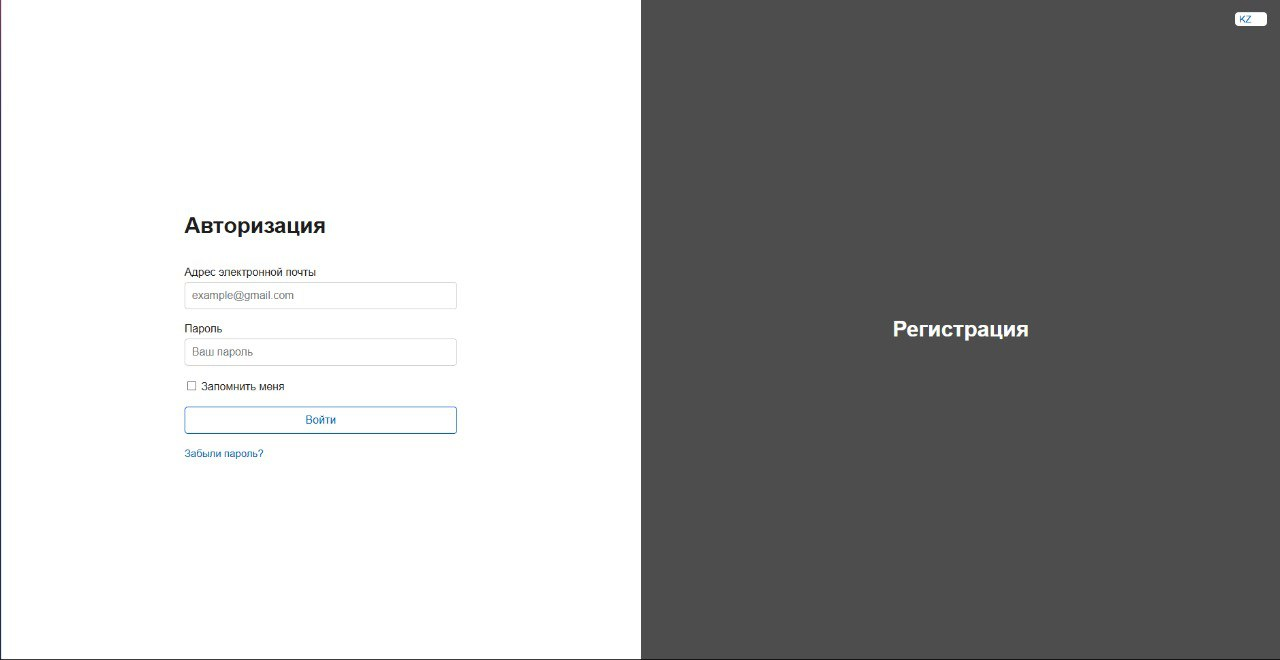 KZ
Авторизация
Адрес электронной почты
example@gmail.com
Пароль
Ваш пароль
Запомнить меня
Войти
Забыли пароль?
Регистрация